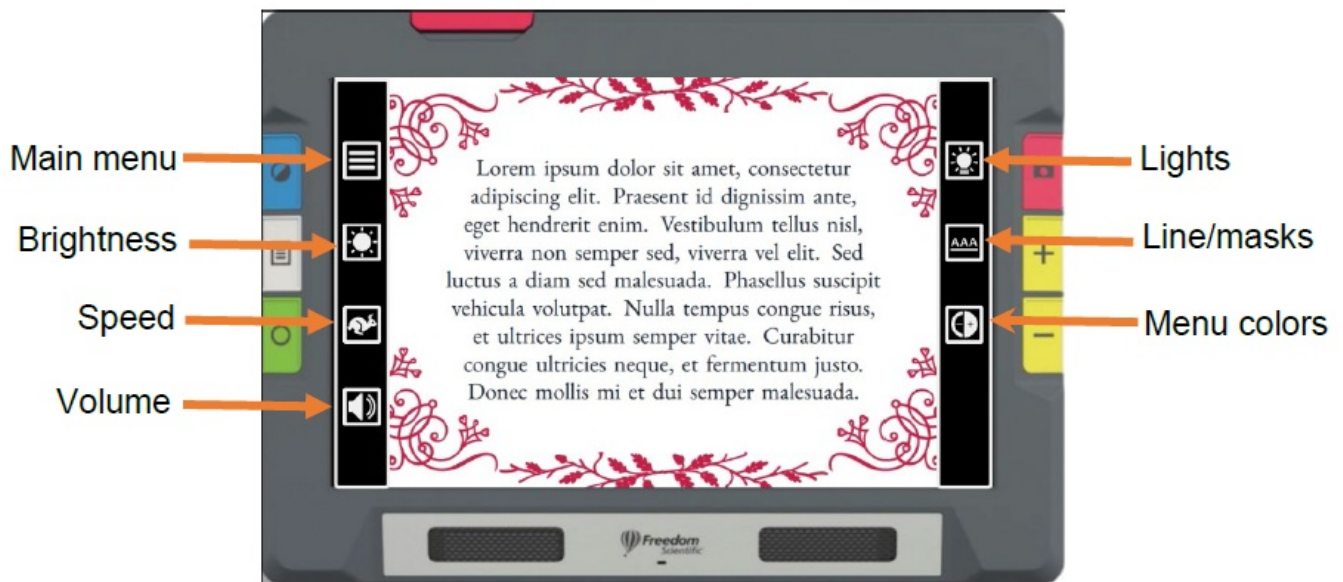 Main menu
Brightness
Speed
Volume
Lorem ipsum dolor sit amet, consectetur
adipiscing elit. Praesent id dignissim ante,
eget hendrerit enim. Vestibulum tellus nisl,
viverra non semper sed, viverra vel elit. Sed
luctus a diam sed malesuada. Phasellus suscipit
vehicula volutpat. Nulla tempus congue risus,
et ultrices ipsum semper vitae. Curabitur
congue ultricies neque, et fermentum justo.
Donec mollis mi et dui semper malesuada.
AAA
+
−
Lights
Line/masks
Menu colors
Freedom
Scientific